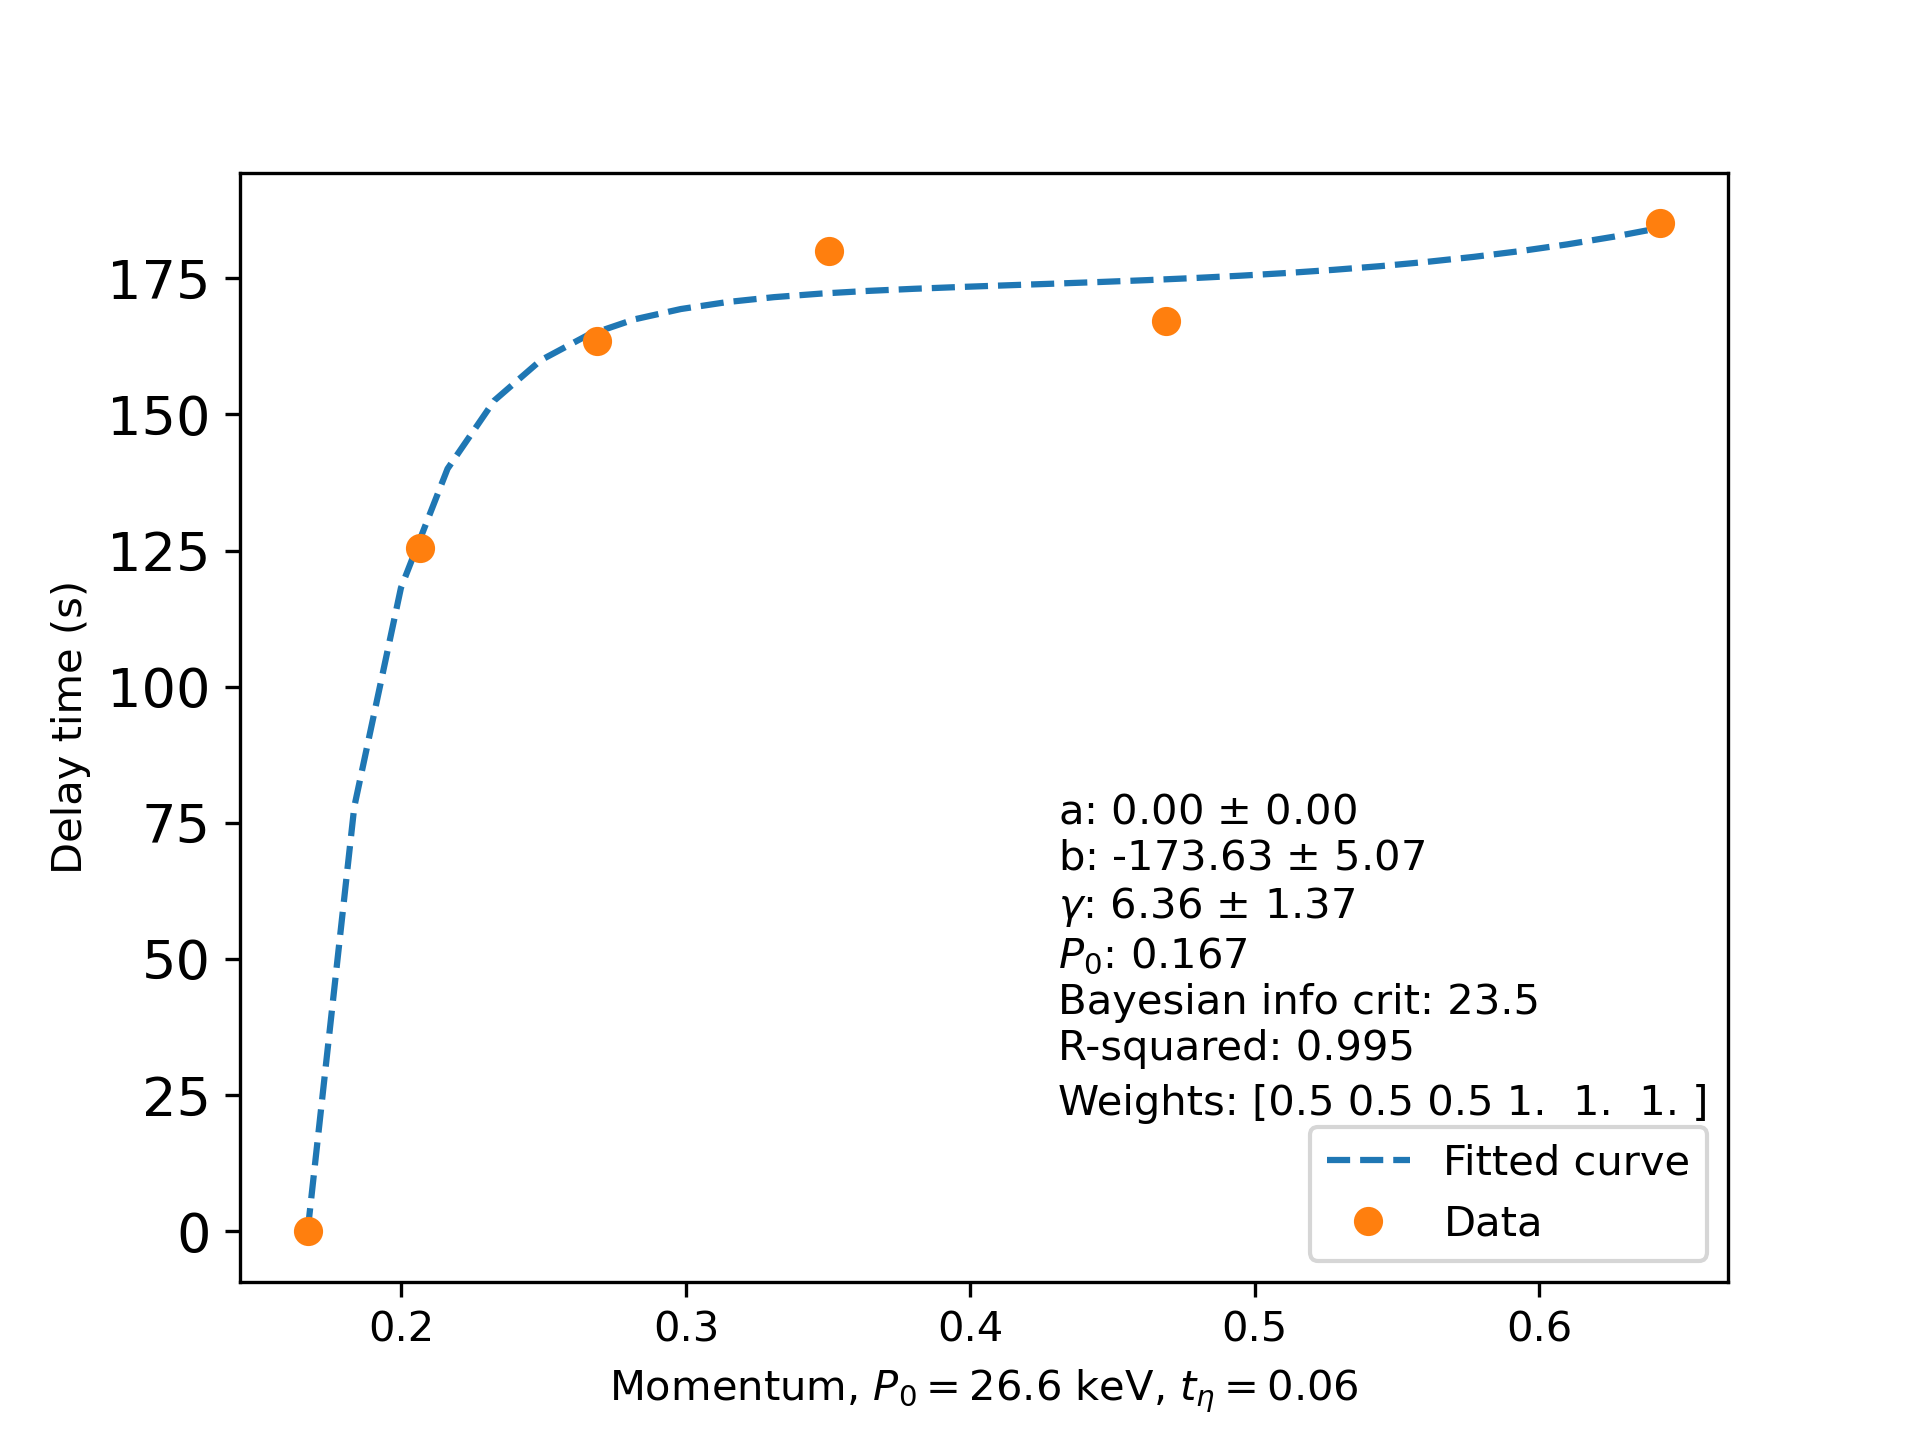 175
150
125
100
75
50
25
0
Delay time (s)
a: 0.00 ± 0.00
b: -173.63 ± 5.07
γ: 6.36 ± 1.37
P₀: 0.167
Bayesian info crit: 23.5
R-squared: 0.995
Weights: [0.5 0.5 0.5 1.  1.  1. ]
Fitted curve
Data
0.2 0.3 0.4 0.5 0.6
Momentum, P₀ = 26.6 keV, tη = 0.06